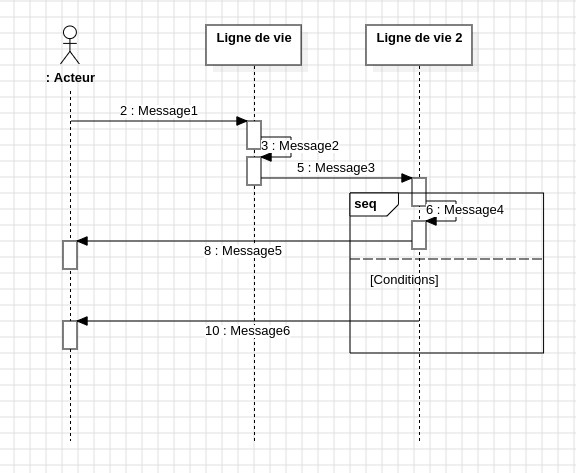 Ligne de vie
Ligne de vie 2
: Acteur
2 : Message1
3 : Message2
5 : Message3
seq
6 : Message4
8 : Message5
[Conditions]
10 : Message6